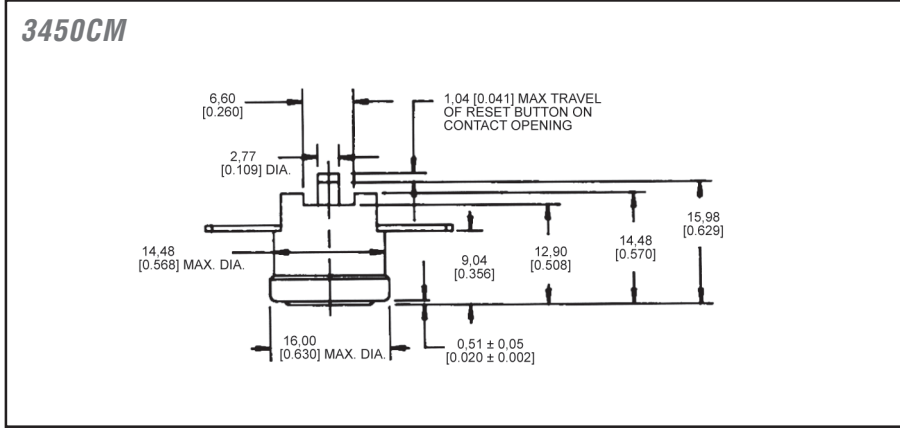 3450CM
6,60
[0.260]
1,04 [0.041] MAX TRAVEL
OF RESET BUTTON ON
CONTACT OPENING
2,77
[0.109] DIA.
14,48
[0.568] MAX. DIA.
9,04
[0.356]
12,90
[0.508]
14,48
[0.570]
15,98
[0.629]
16,00
[0.630] MAX. DIA.
0,51 ± 0,05
[0.020 ± 0.002]